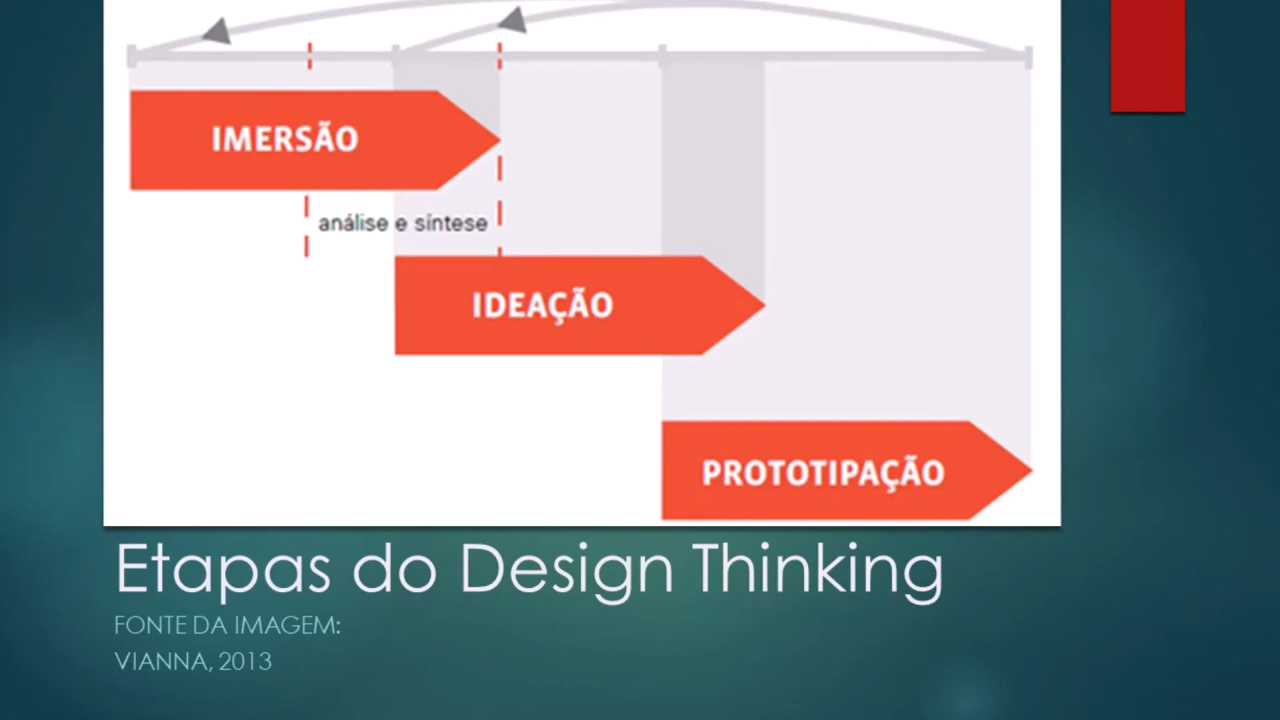 IMERSÃO
análise e síntese
IDEAÇÃO
PROTOTIPAÇÃO
Etapas do Design Thinking
FONTE DA IMAGEM:
VIANNA, 2013